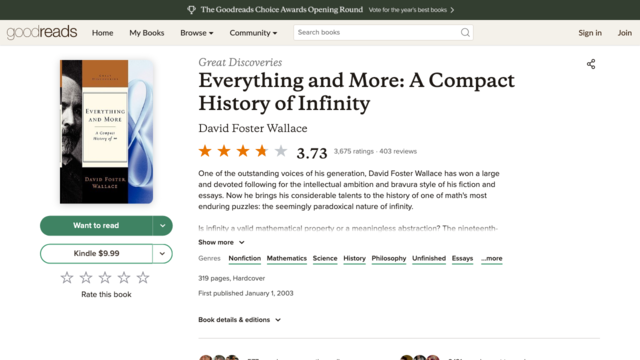 The Goodreads Choice Awards Opening Round Vote for the year's best books
goodreads Home My Books Browse Community Search books Sign in Join
Great Discoveries
Everything and More: A Compact
History of Infinity
David Foster Wallace
3.73 3,675 ratings · 403 reviews
One of the outstanding voices of his generation, David Foster Wallace has won a large
and devoted following for the intellectual ambition and bravura style of his fiction and
essays. Now he brings his considerable talents to the history of one of math's most
enduring puzzles: the seemingly paradoxical nature of infinity.
Is infinity a valid mathematical property or a meaningless abstraction? The nineteenth-
Show more
Genres Nonfiction Mathematics Science History Philosophy Unfinished Essays ...more
319 pages, Hardcover
First published January 1, 2003
Book details & editions
EVERYTHING
AND MORE
A Compact
History of ∞
DAVID FOSTER
WALLACE
Want to read
Kindle $9.99
Rate this book